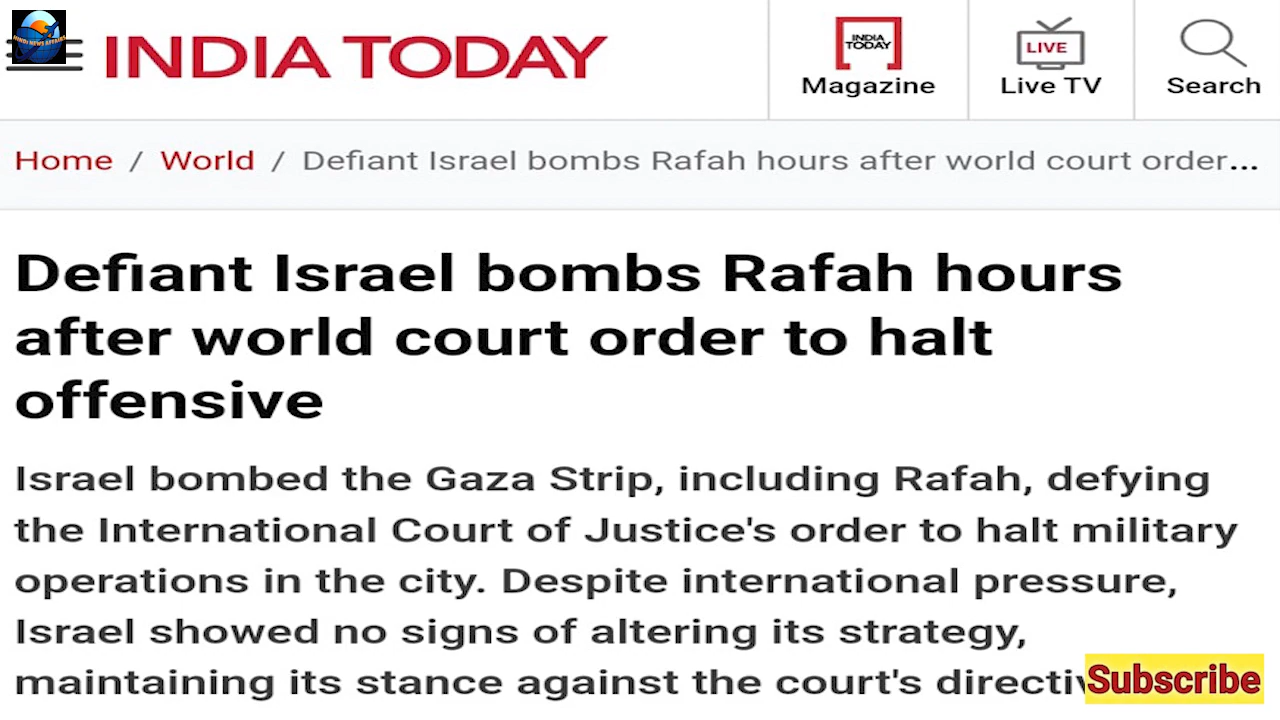 HINDI NEWS AFFAIRS
INDIA TODAY
INDIA
TODAY
Magazine
LIVE
Live TV
Search
Home / World / Defiant Israel bombs Rafah hours after world court order...
Defiant Israel bombs Rafah hours
after world court order to halt
offensive
Israel bombed the Gaza Strip, including Rafah, defying
the International Court of Justice's order to halt military
operations in the city. Despite international pressure,
Israel showed no signs of altering its strategy,
maintaining its stance against the court's
Subscribe